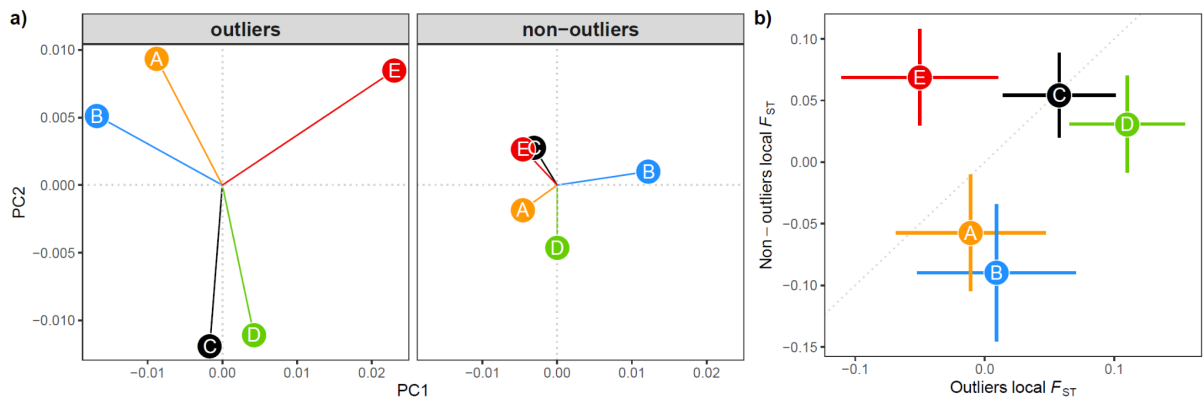 a)
outliers
non−outliers
0.010
0.005
0.000
−0.005
−0.010
PC2
A
B
E
C
D
E
C
B
A
D
−0.01
0.00
0.01
0.02
−0.01
0.00
0.01
0.02
PC1
b)
0.10
0.05
0.00
−0.05
−0.10
−0.15
Non − outliers local FST
E
C
D
A
B
−0.1
0.0
0.1
Outliers local FST